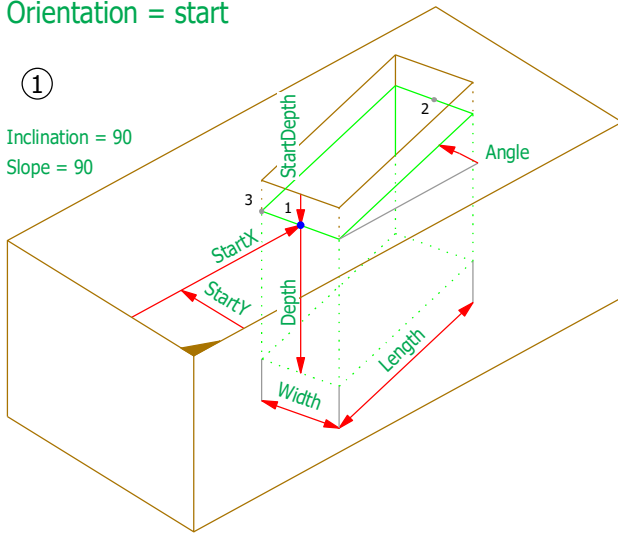 Orientation = start
1
Inclination = 90
Slope = 90
StartDepth
2
Angle
3
1
StartX
StartY
Depth
Length
Width